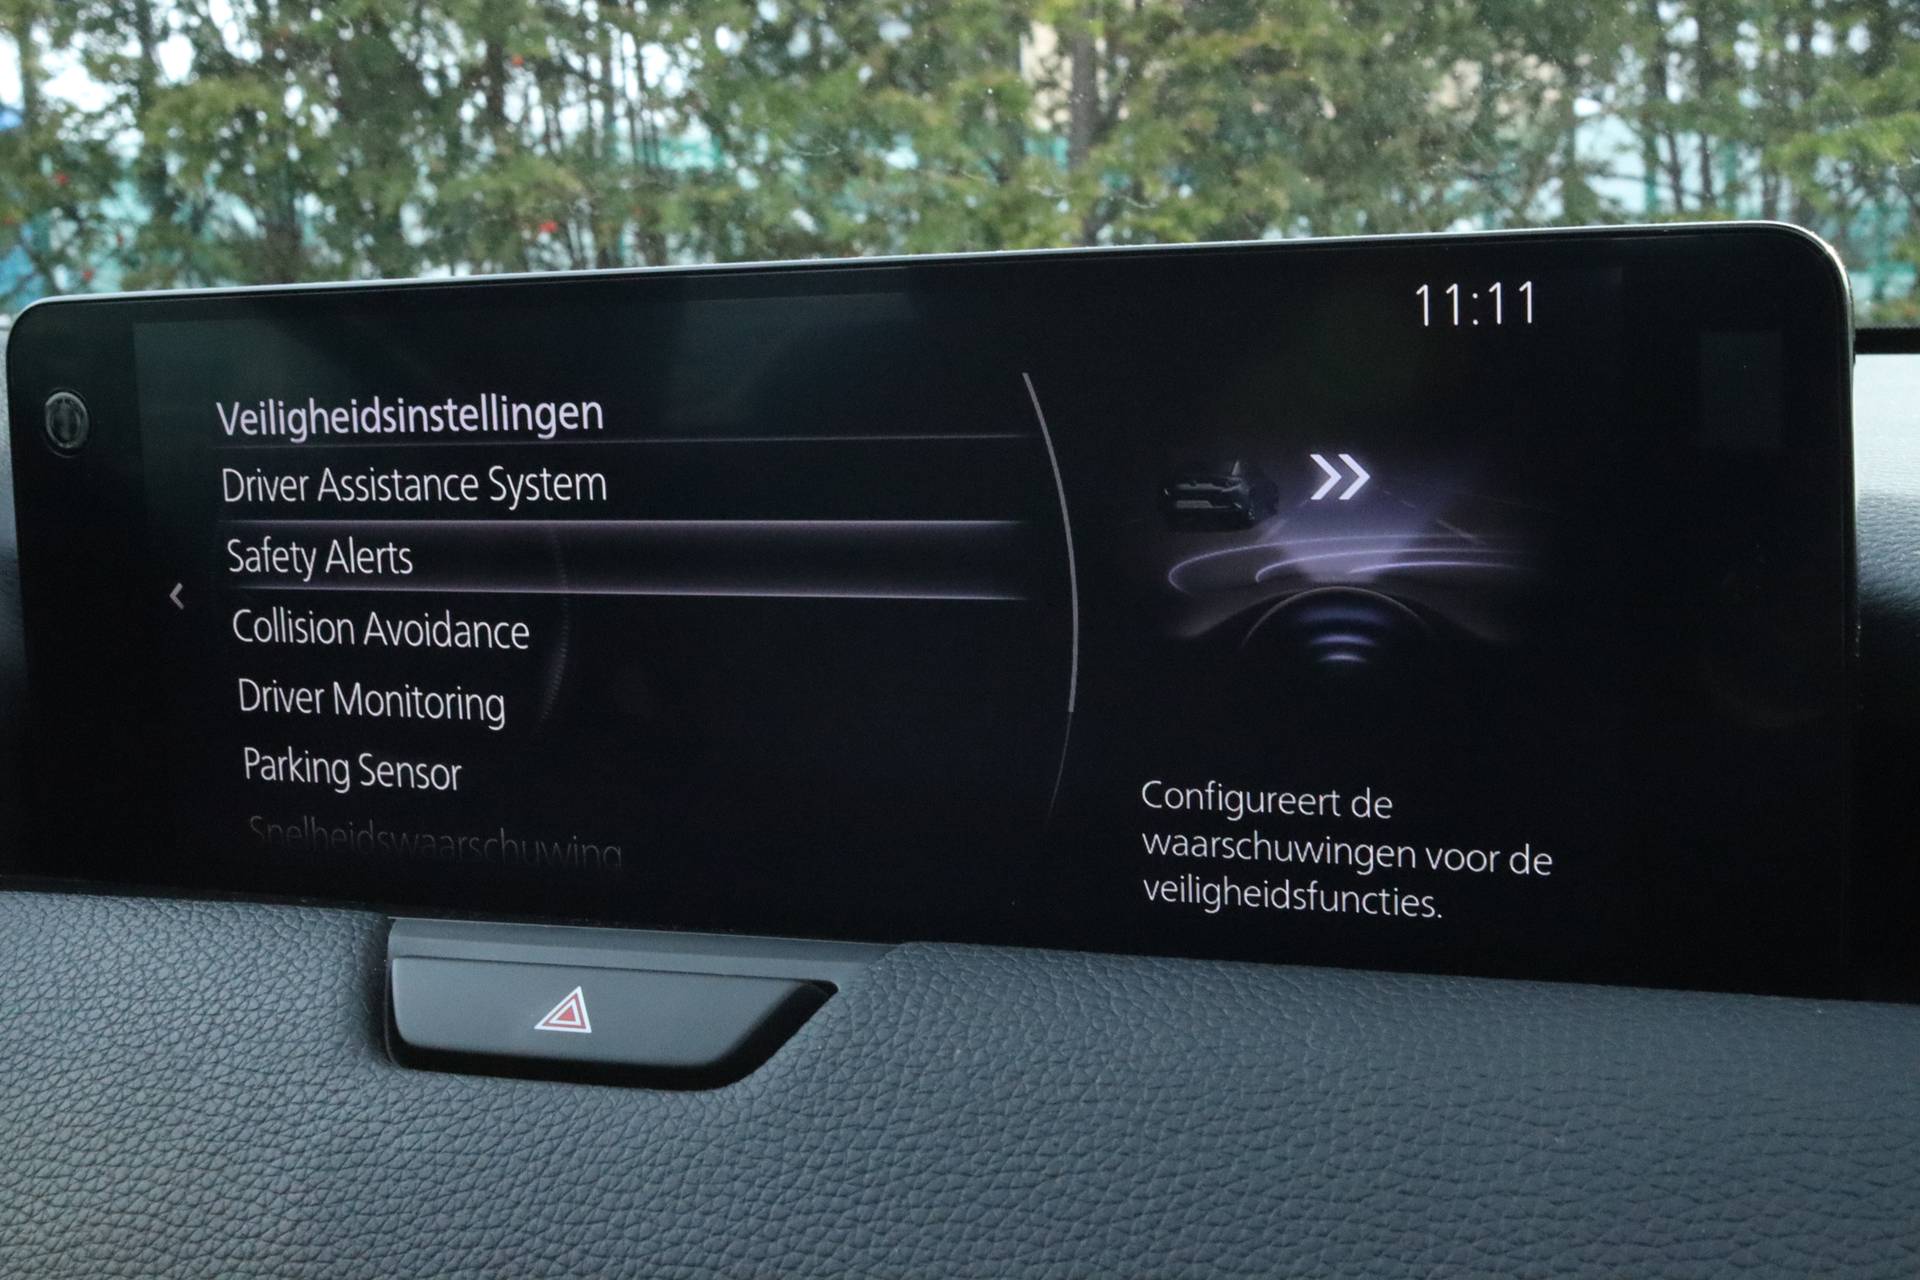 11:11
Veiligheidsinstellingen
Driver Assistance System
Safety Alerts
Collision Avoidance
Driver Monitoring
Parking Sensor
Snelheidswaarschuwing
Configureert de
waarschuwingen voor de
veiligheidsfuncties.